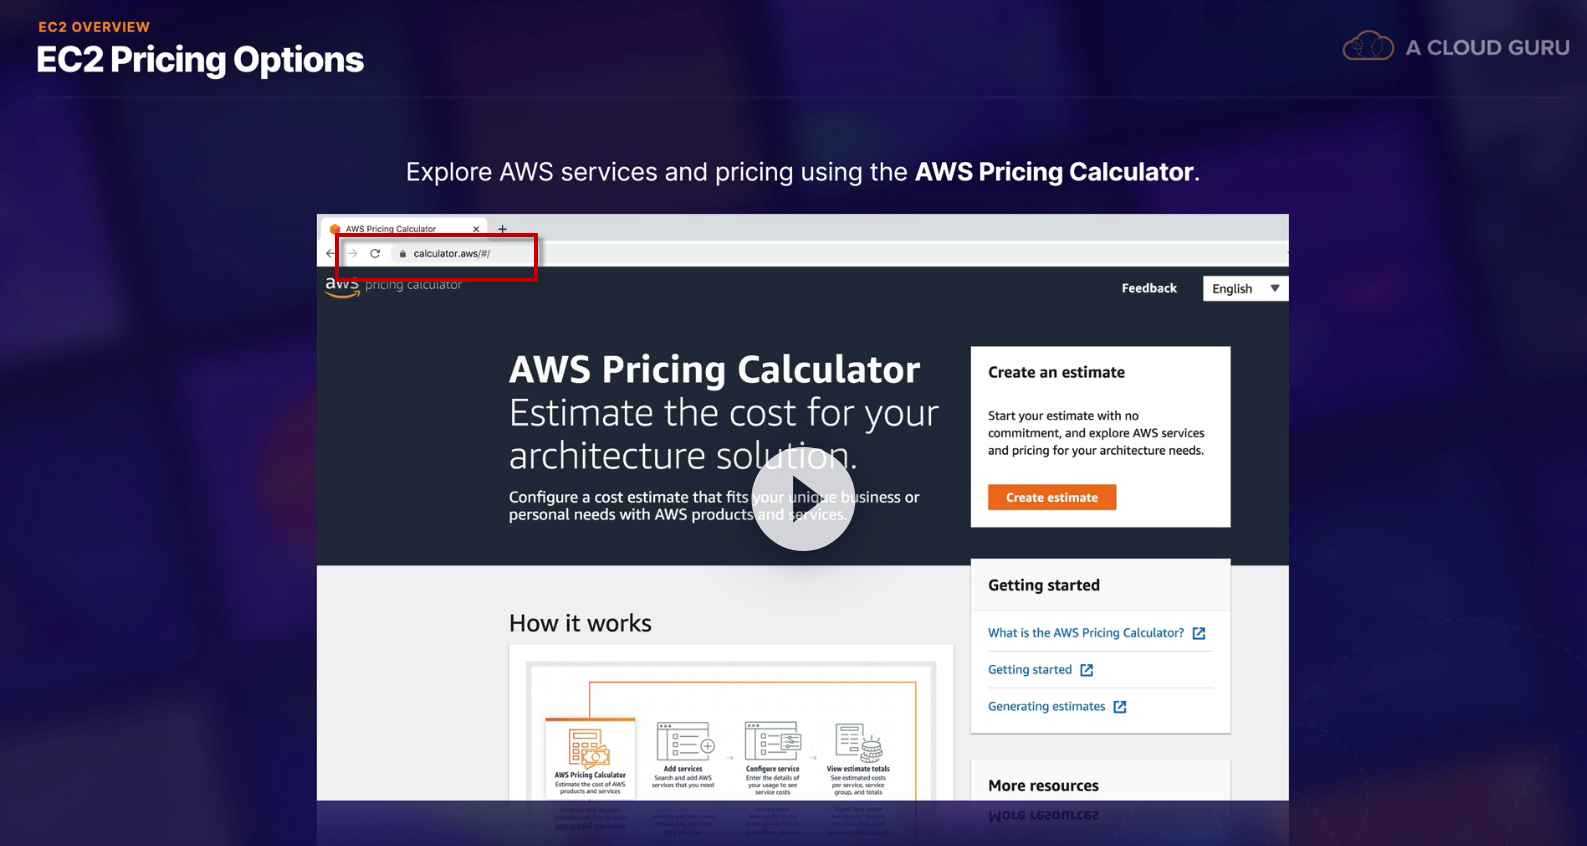 EC2 OVERVIEW
EC2 Pricing Options
A CLOUD GURU
Explore AWS services and pricing using the AWS Pricing Calculator.
AWS Pricing Calculator
calculator.aws/#/
aws pricing calculator
Feedback
English
AWS Pricing Calculator
Estimate the cost for your
architecture solution.
Configure a cost estimate that fits your unique business or
personal needs with AWS products and services.
Create an estimate
Start your estimate with no
commitment, and explore AWS services
and pricing for your architecture needs.
Create estimate
Getting started
What is the AWS Pricing Calculator?
Getting started
Generating estimates
How it works
AWS Pricing Calculator
Estimate the cost of AWS
products and services
Add services
Search and add AWS
services that you need
Configure service
Enter the details of
your usage to see
service costs
View estimate totals
See estimated costs
per service, service
group, and totals
More resources